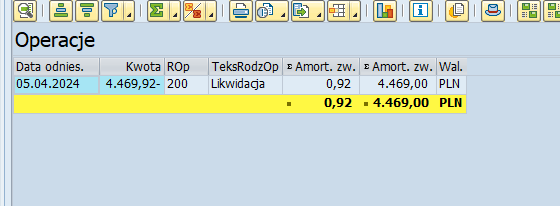 Operacje
Data odnies. Kwota ROp TeksRodzOp Σ Amort. zw. Σ Amort. zw. Wal.
05.04.2024 4.469,92- 200 Likwidacja 0,92 4.469,00 PLN
▪ 0,92 ▪ 4.469,00 PLN